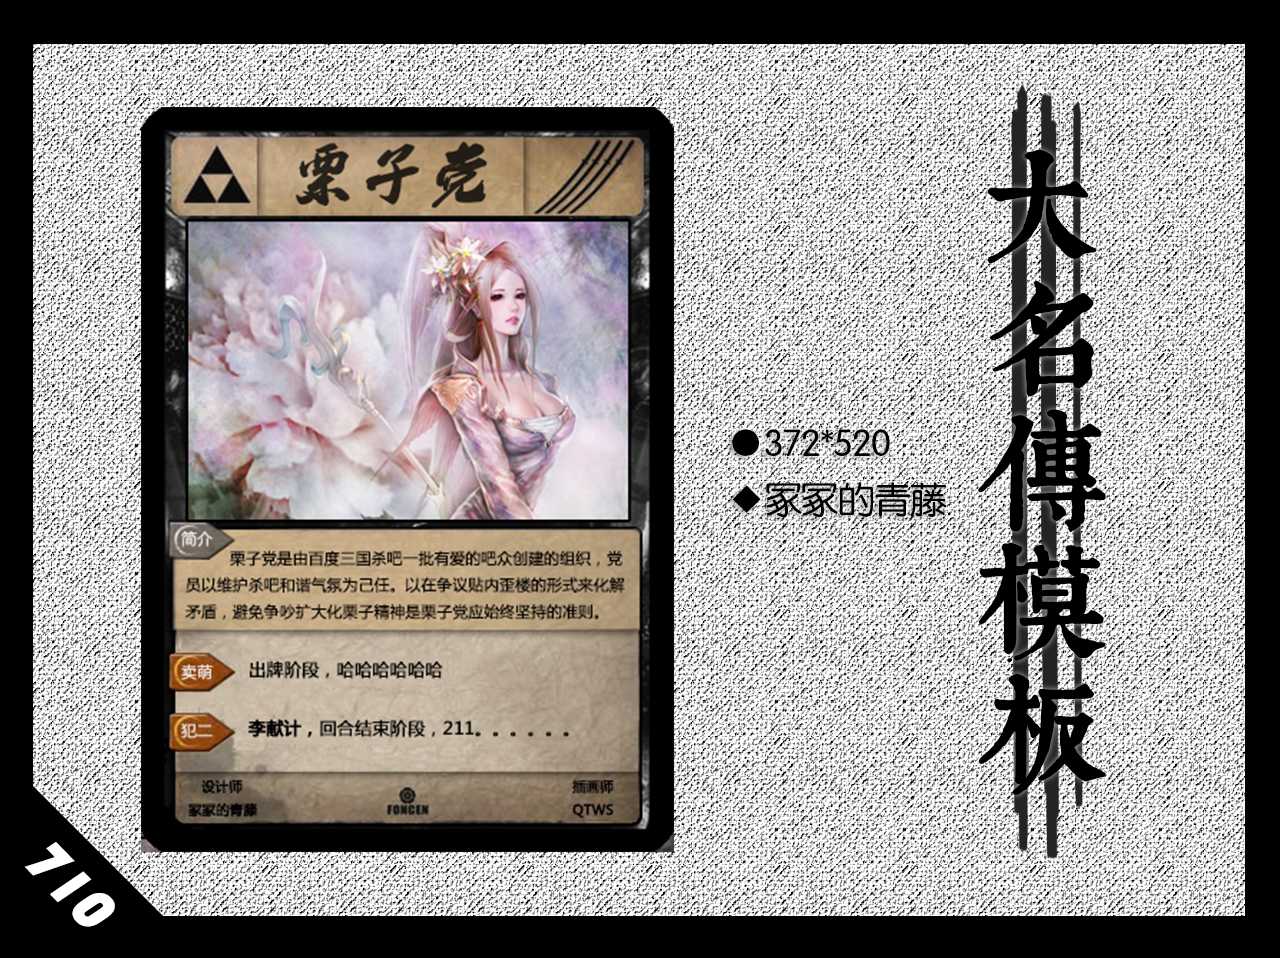 栗子党
简介
栗子党是由百度三国杀吧一批有爱的吧众创建的组织，党
员以维护杀吧和谐气氛为己任。以在争议贴内歪楼的形式来化解
矛盾，避免争吵扩大化栗子精神是栗子党应始终坚持的准则。
卖萌
出牌阶段，哈哈哈哈哈哈
犯二
李献计，回合结束阶段，211。。。。。。
设计师
冢冢的青藤
FONGEN
插画师
QTWS
●372*520
◆冢冢的青藤
大名傳模板
710